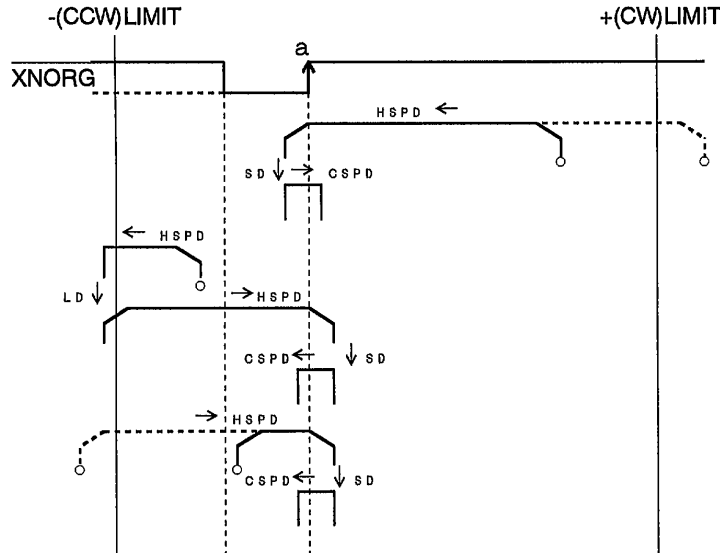 -(CCW)LIMIT +(CW)LIMIT
a
XNORG
HSPD
SD CSPD
HSPD
LD HSPD
CSPD SD
HSPD
CSPD SD